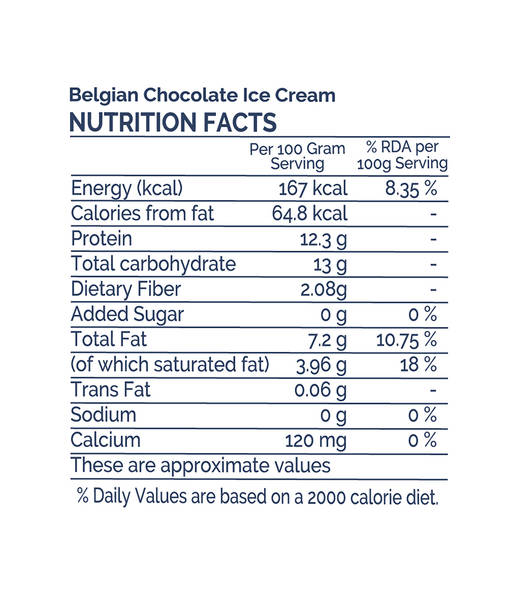 Belgian Chocolate Ice Cream
NUTRITION FACTS
Per 100 Gram Serving % RDA per 100g Serving
Energy (kcal) 167 kcal 8.35 %
Calories from fat 64.8 kcal -
Protein 12.3 g -
Total carbohydrate 13 g -
Dietary Fiber 2.08g -
Added Sugar 0 g 0 %
Total Fat 7.2 g 10.75 %
(of which saturated fat) 3.96 g 18 %
Trans Fat 0.06 g -
Sodium 0 g 0 %
Calcium 120 mg 0 %
These are approximate values
% Daily Values are based on a 2000 calorie diet.